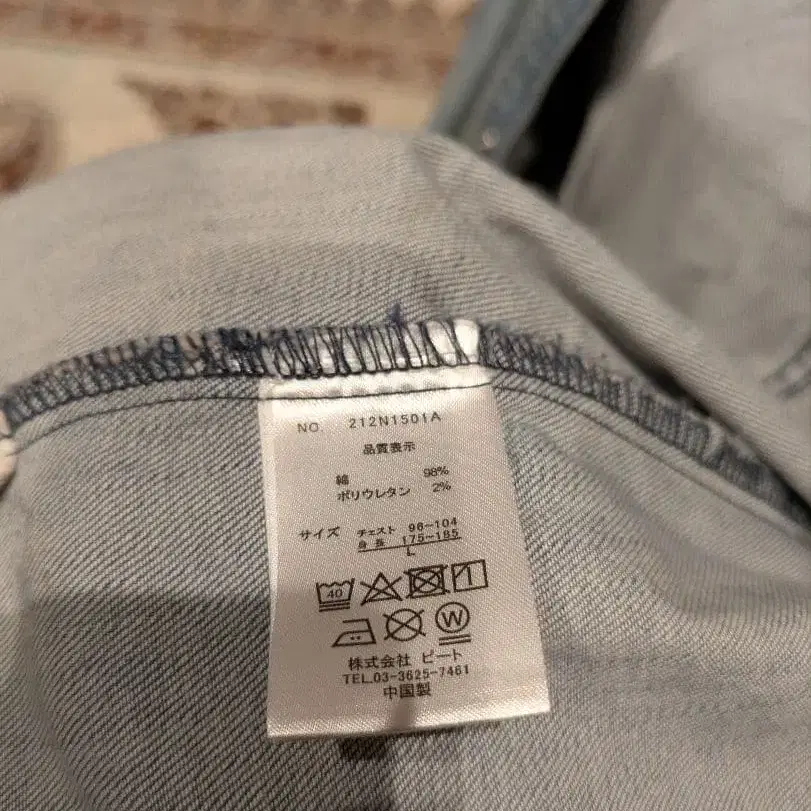 NO. 212N1501A
品質表示
綿 98%
ポリウレタン 2%
サイズ チェスト 96-104
身長 175-185
L
40
W
株式会社 ビート
TEL.03-3625-7461
中国製